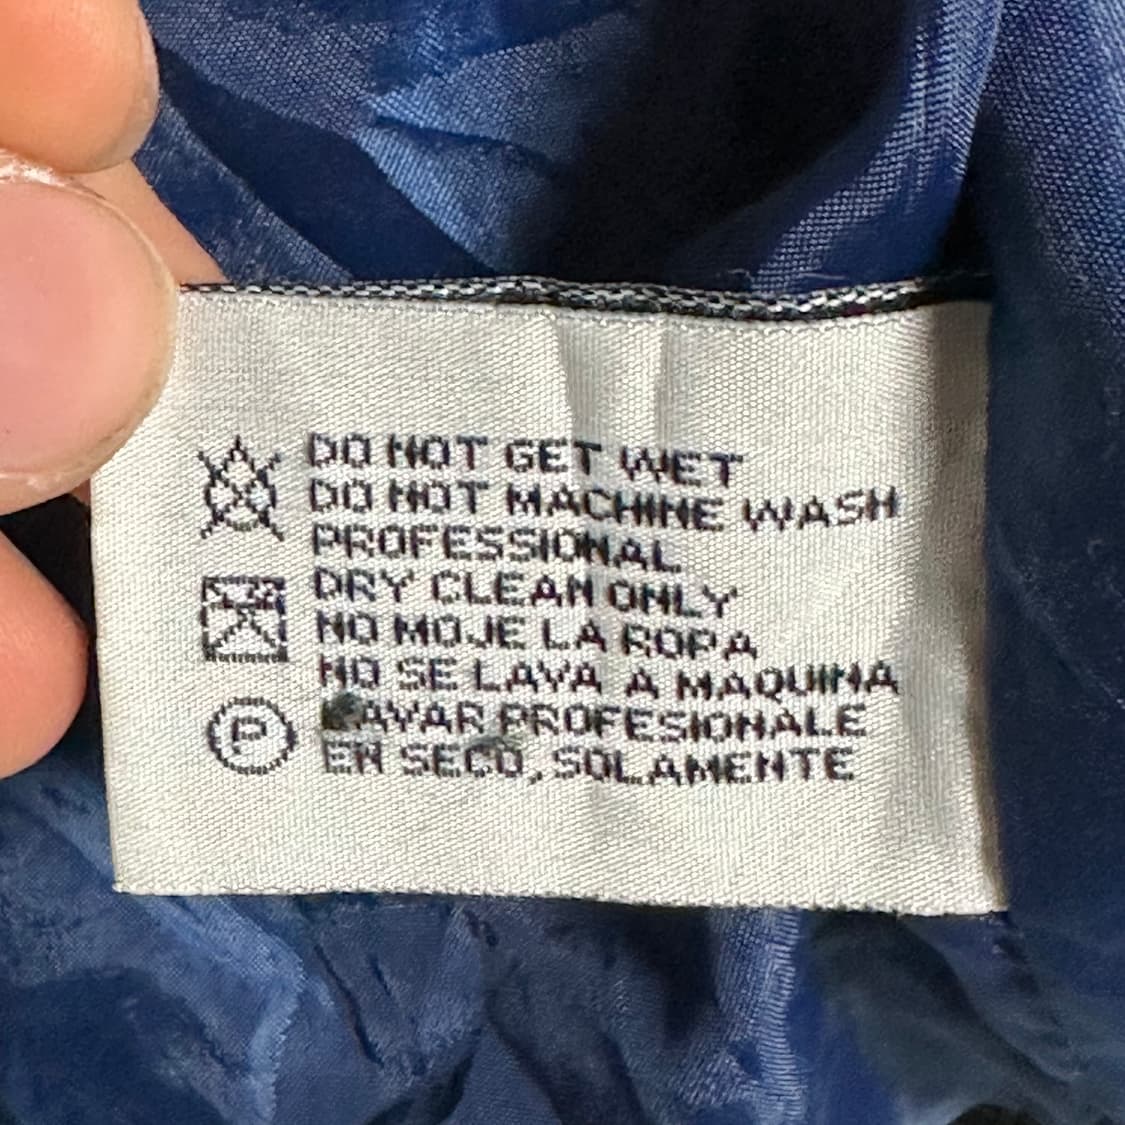 DO NOT GET WET
DO NOT MACHINE WASH
PROFESSIONAL
DRY CLEAN ONLY
NO MOJE LA ROPA
NO SE LAVA A MAQUINA
LAVAR PROFESIONALE
EN SECO, SOLAMENTE
P